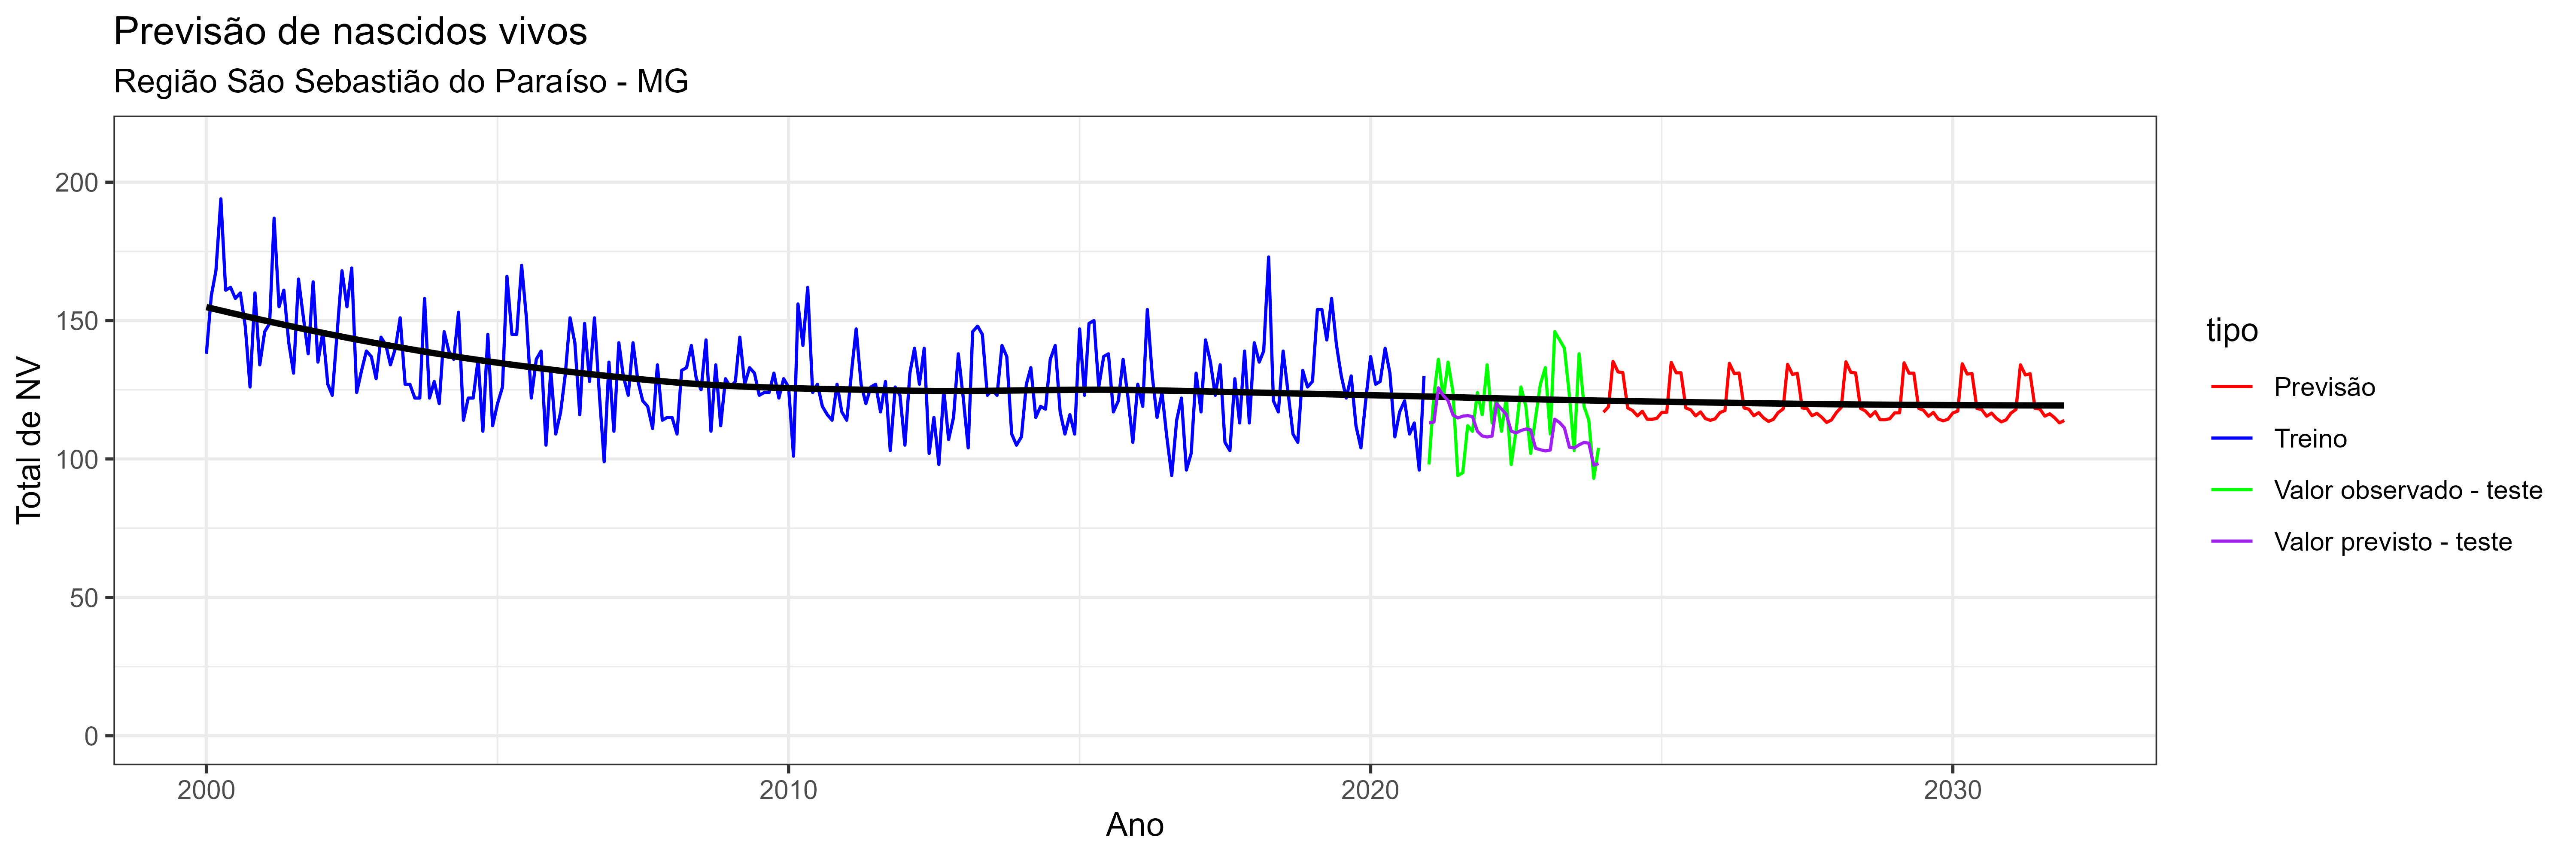 Previsão de nascidos vivos
Região São Sebastião do Paraíso - MG
Total de NV
200
150
100
50
0
2000
2010
2020
2030
Ano
tipo
Previsão
Treino
Valor observado - teste
Valor previsto - teste